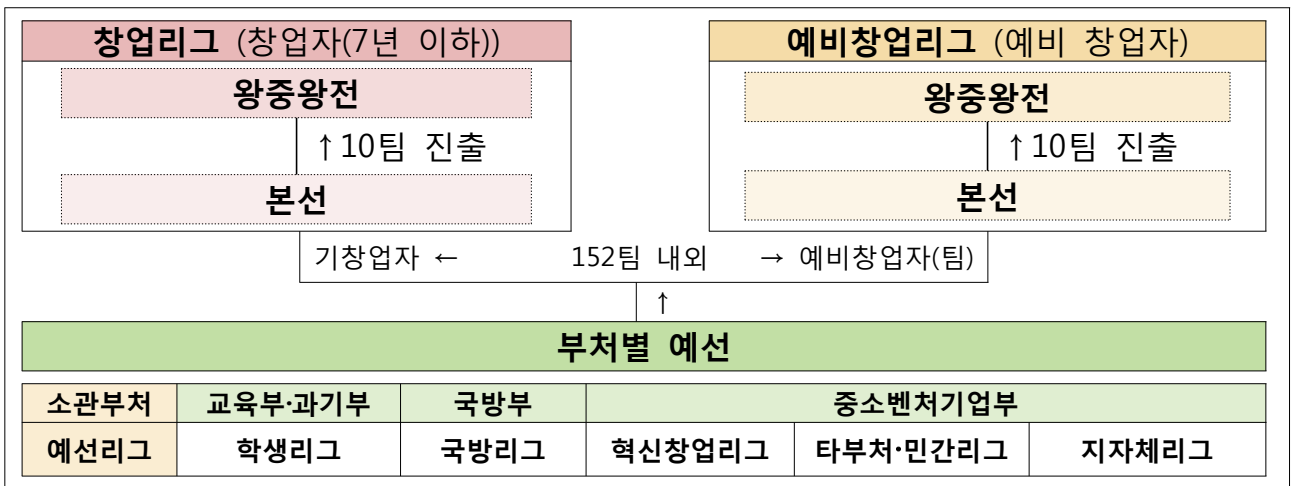 창업리그 (창업자(7년 이하))
예비창업리그 (예비 창업자)
왕중왕전
왕중왕전
↑10팀 진출
↑10팀 진출
본선
본선
기창업자 ← 152팀 내외 → 예비창업자(팀)
↑
부처별 예선
소관부처 교육부·과기부 국방부 중소벤처기업부
예선리그 학생리그 국방리그 혁신창업리그 타부처·민간리그 지자체리그